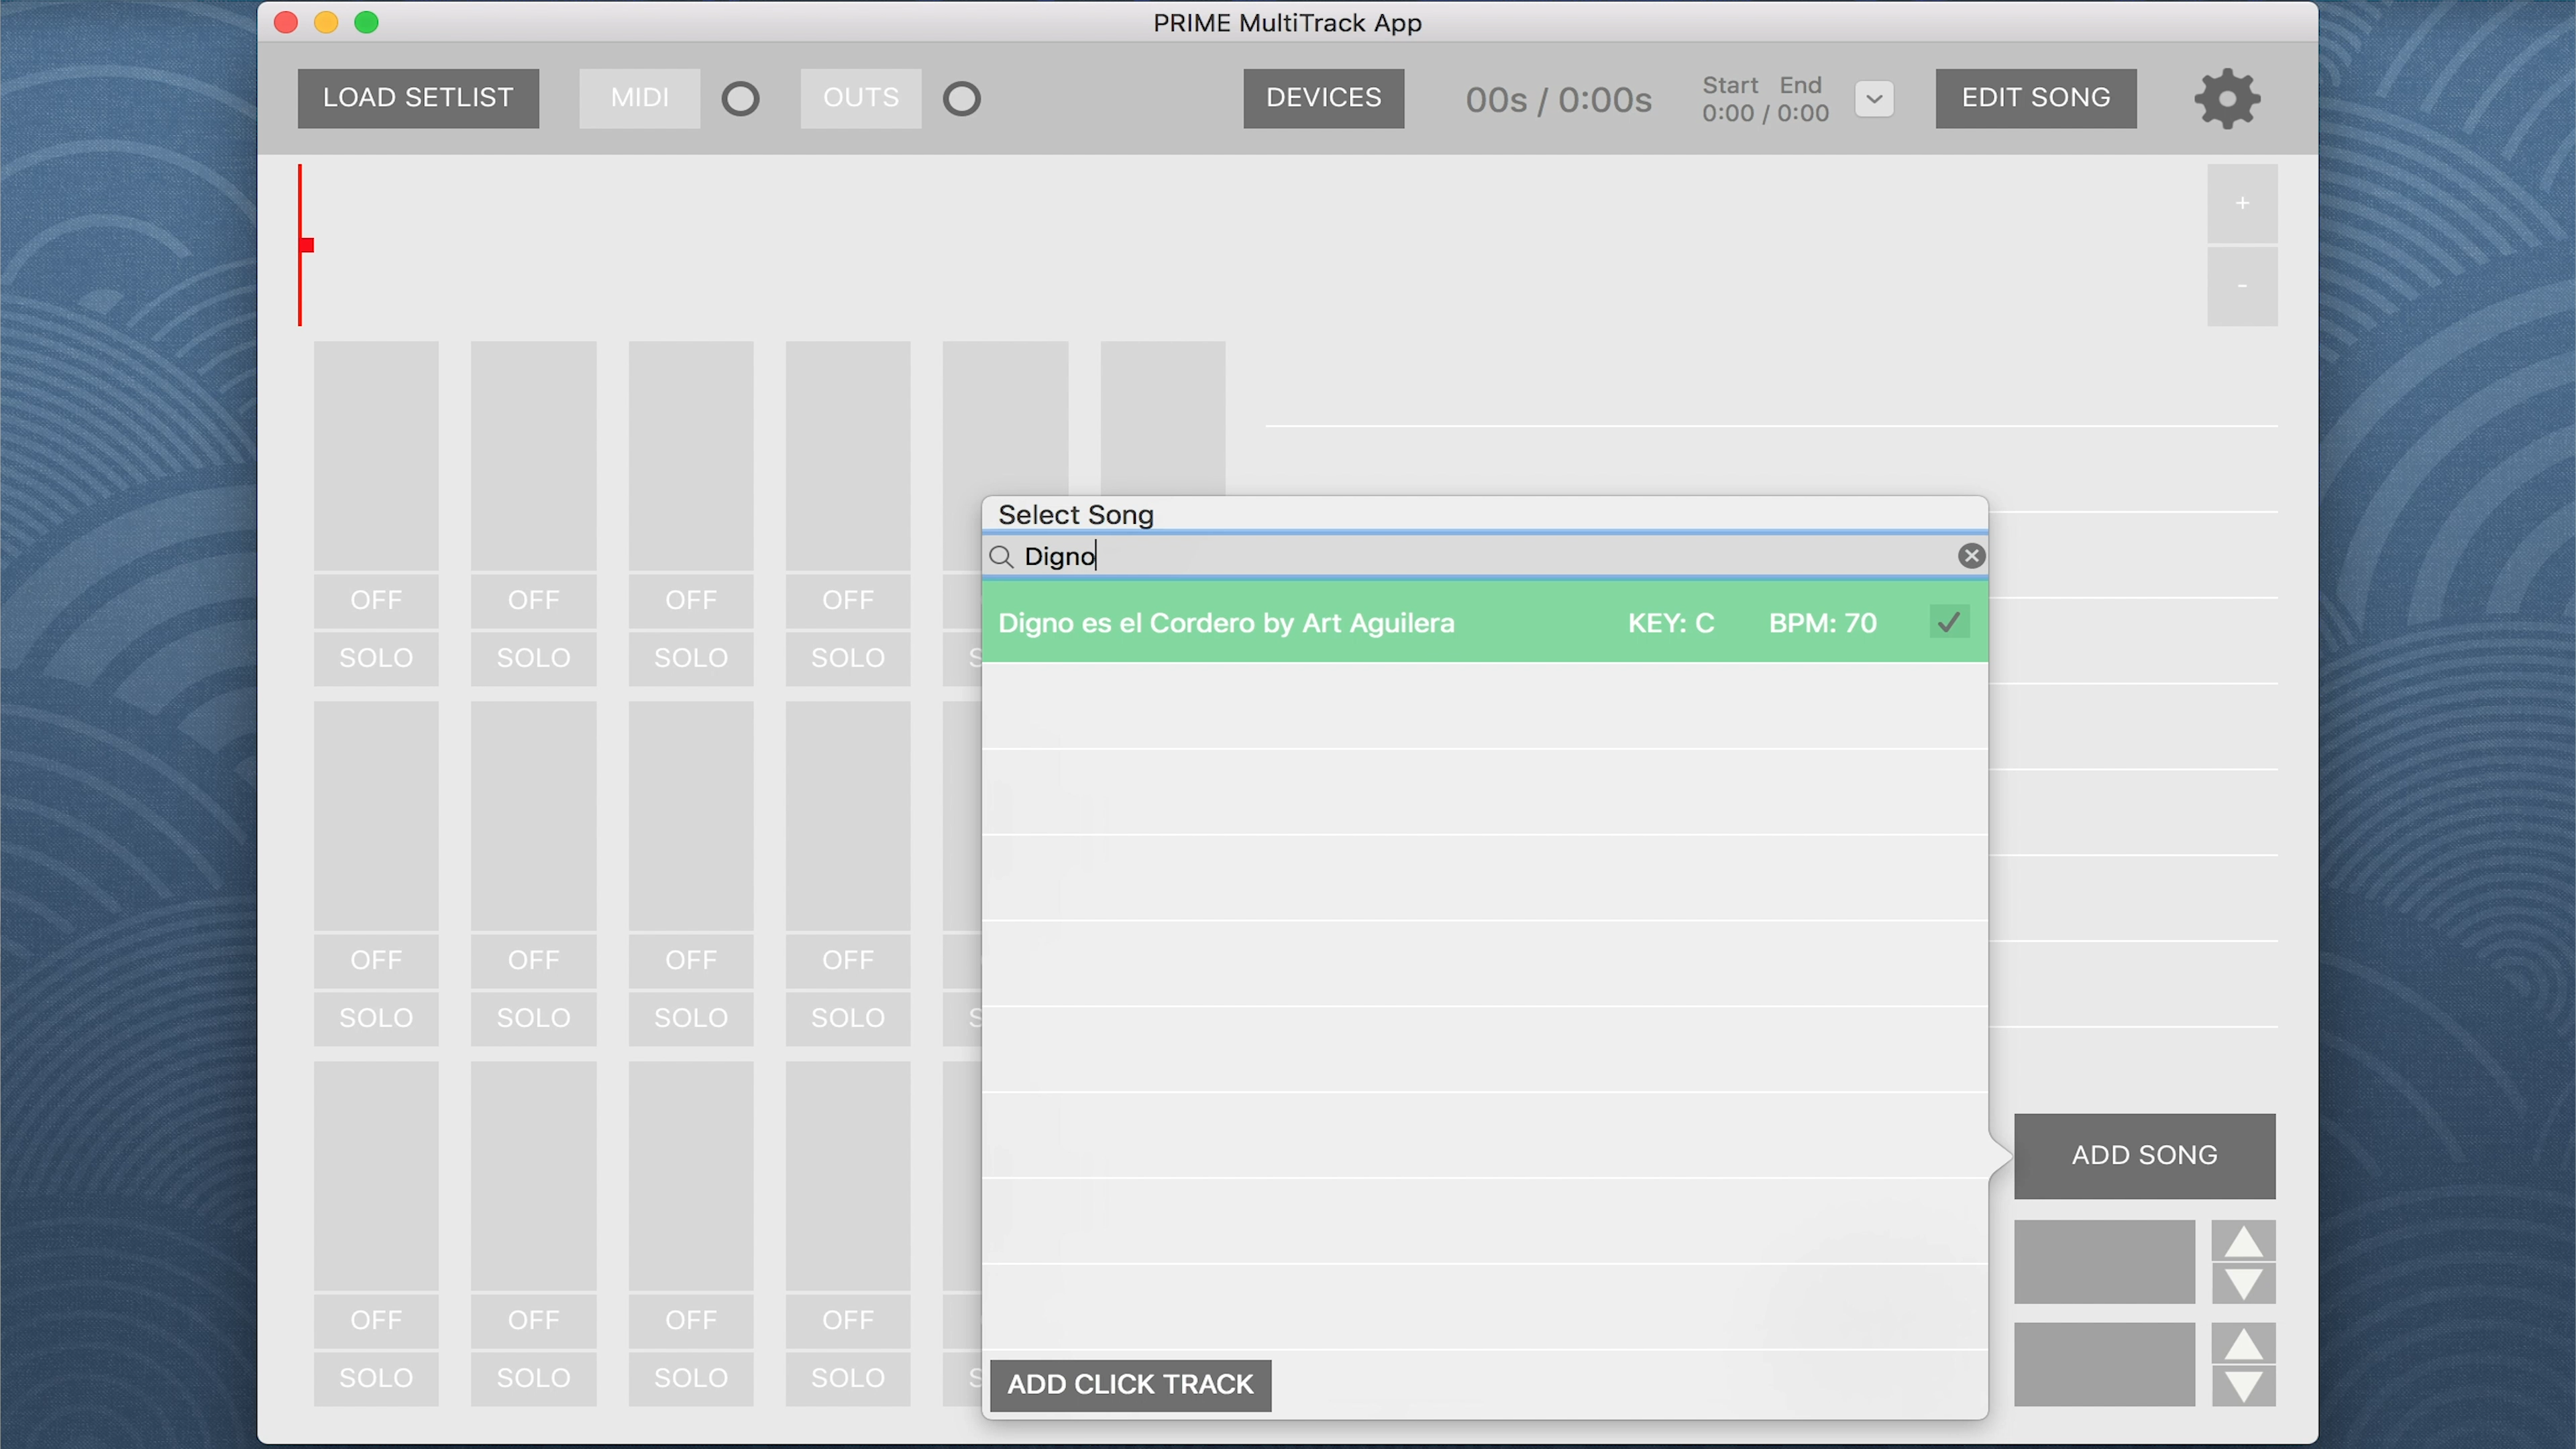 PRIME MultiTrack App
LOAD SETLIST
MIDI
OUTS
DEVICES
00s / 0:00s
Start End
0:00 / 0:00
EDIT SONG
+
-
Select Song
Digno
Digno es el Cordero by Art Aguilera KEY: C BPM: 70
OFF OFF OFF OFF
SOLO SOLO SOLO SOLO S
OFF OFF OFF OFF
SOLO SOLO SOLO SOLO S
ADD SONG
OFF OFF OFF OFF
SOLO SOLO SOLO SOLO S
ADD CLICK TRACK